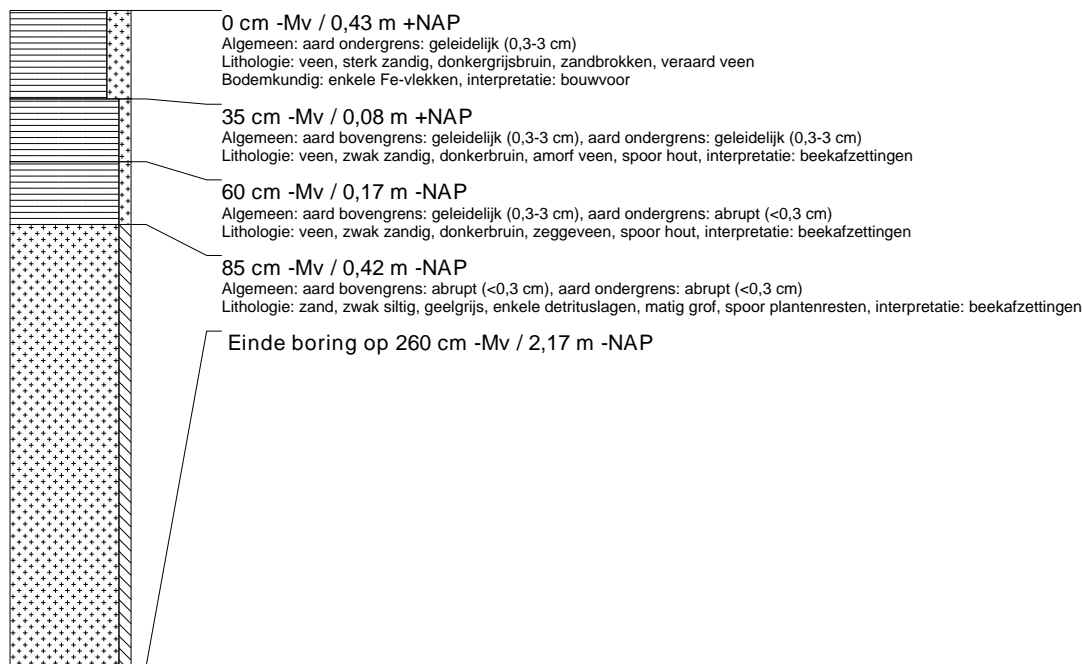 0 cm -Mv / 0,43 m +NAP
Algemeen: aard ondergrens: geleidelijk (0,3-3 cm)
Lithologie: veen, sterk zandig, donkergrijsbruin, zandbrokken, veraard veen
Bodemkundig: enkele Fe-vlekken, interpretatie: bouwvoor
35 cm -Mv / 0,08 m +NAP
Algemeen: aard bovengrens: geleidelijk (0,3-3 cm), aard ondergrens: geleidelijk (0,3-3 cm)
Lithologie: veen, zwak zandig, donkerbruin, amorf veen, spoor hout, interpretatie: beekafzettingen
60 cm -Mv / 0,17 m -NAP
Algemeen: aard bovengrens: geleidelijk (0,3-3 cm), aard ondergrens: abrupt (<0,3 cm)
Lithologie: veen, zwak zandig, donkerbruin, zeggeveen, spoor hout, interpretatie: beekafzettingen
85 cm -Mv / 0,42 m -NAP
Algemeen: aard bovengrens: abrupt (<0,3 cm), aard ondergrens: abrupt (<0,3 cm)
Lithologie: zand, zwak siltig, geelgrijs, enkele detrituslagen, matig grof, spoor plantenresten, interpretatie: beekafzettingen
Einde boring op 260 cm -Mv / 2,17 m -NAP